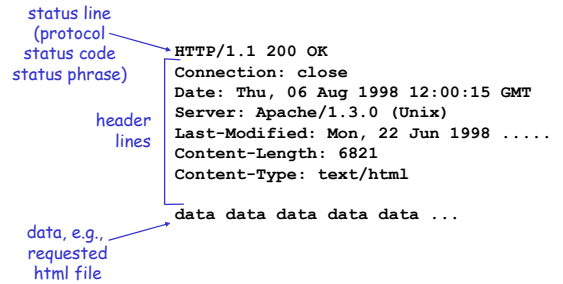 status line
(protocol
status code
status phrase)
HTTP/1.1 200 OK
Connection: close
Date: Thu, 06 Aug 1998 12:00:15 GMT
Server: Apache/1.3.0 (Unix)
Last-Modified: Mon, 22 Jun 1998 .....
Content-Length: 6821
Content-Type: text/html
header
lines
data data data data data ...
data, e.g.,
requested
html file